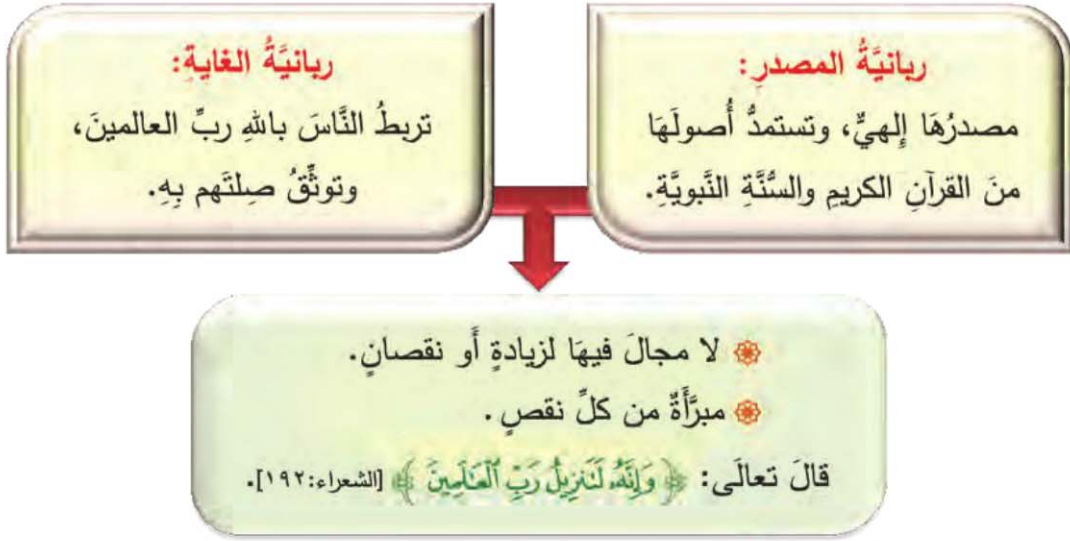 ربانيَّةُ المصدرِ:
مصدرُهَا إِلهيٌّ، وتستمدُّ أُصولَهَا
منَ القرآنِ الكريمِ والسُّنَّةِ النَّبويَّةِ.
ربانيَّةُ الغايةِ:
تربطُ النَّاسَ باللهِ ربِّ العالمينَ،
وتوثِّقُ صِلتَهم بِهِ.
لا مجالَ فيهَا لزيادةٍ أَو نقصانٍ.
مبرَّأَةٌ من كلِّ نقصٍ.
قالَ تعالَى: ﴿وَإِنَّهُۥ لَتَنزِيلُ رَبِّ ٱلۡعَٰلَمِينَ﴾ [الشعراء:١٩٢].